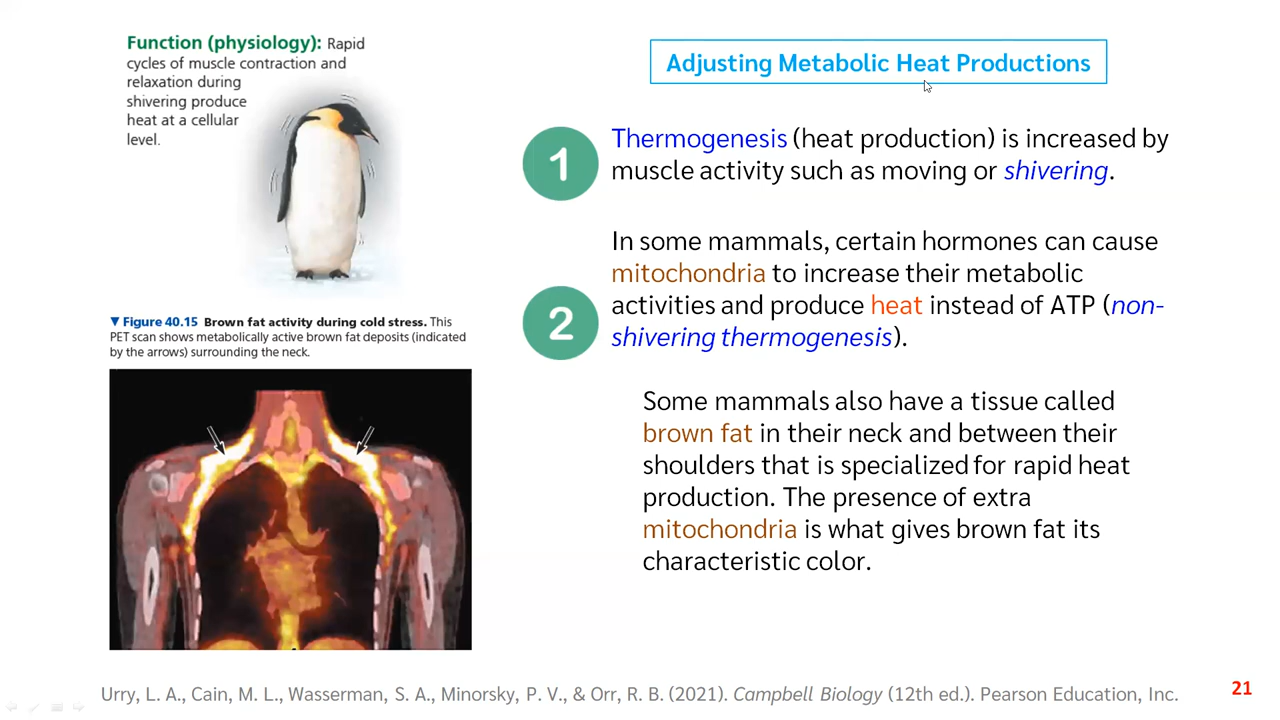 Function (physiology): Rapid
cycles of muscle contraction and
relaxation during
shivering produce
heat at a cellular
level.
▼ Figure 40.15 Brown fat activity during cold stress. This
PET scan shows metabolically active brown fat deposits (indicated
by the arrows) surrounding the neck.
Adjusting Metabolic Heat Productions
1
Thermogenesis (heat production) is increased by
muscle activity such as moving or shivering.
2
In some mammals, certain hormones can cause
mitochondria to increase their metabolic
activities and produce heat instead of ATP (non-
shivering thermogenesis).
Some mammals also have a tissue called
brown fat in their neck and between their
shoulders that is specialized for rapid heat
production. The presence of extra
mitochondria is what gives brown fat its
characteristic color.
Urry, L. A., Cain, M. L., Wasserman, S. A., Minorsky, P. V., & Orr, R. B. (2021). Campbell Biology (12th ed.). Pearson Education, Inc.
21